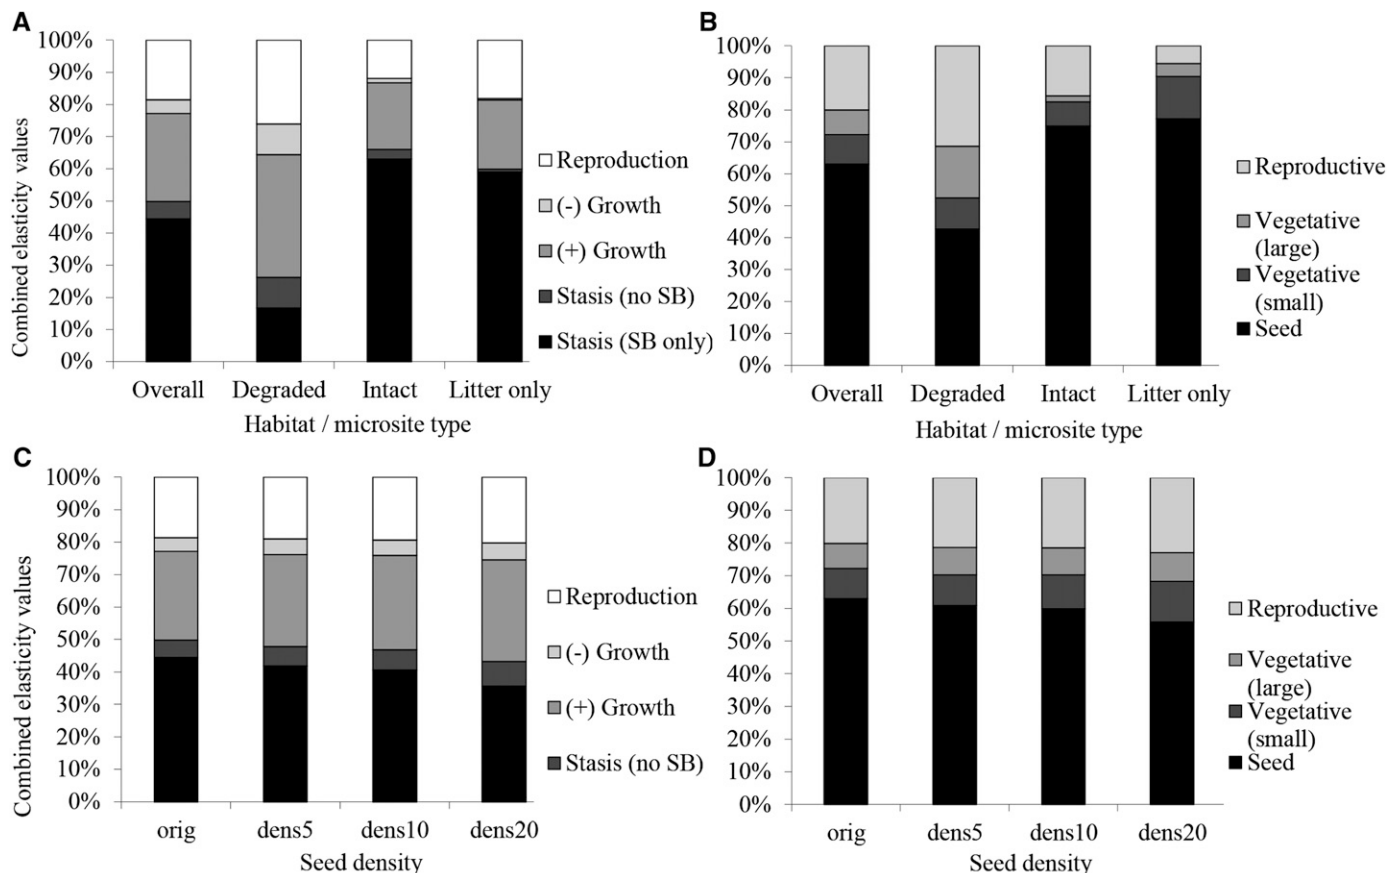 A
Combined elasticity values
100%
90%
80%
70%
60%
50%
40%
30%
20%
10%
0%
Overall Degraded Intact Litter only
Habitat / microsite type
Reproduction
(-) Growth
(+) Growth
Stasis (no SB)
Stasis (SB only)
B
100%
90%
80%
70%
60%
50%
40%
30%
20%
10%
0%
Overall Degraded Intact Litter only
Habitat / microsite type
Reproductive
Vegetative
(large)
Vegetative
(small)
Seed
C
Combined elasticity values
100%
90%
80%
70%
60%
50%
40%
30%
20%
10%
0%
orig dens5 dens10 dens20
Seed density
Reproduction
(-) Growth
(+) Growth
Stasis (no SB)
D
100%
90%
80%
70%
60%
50%
40%
30%
20%
10%
0%
orig dens5 dens10 dens20
Seed density
Reproductive
Vegetative
(large)
Vegetative
(small)
Seed